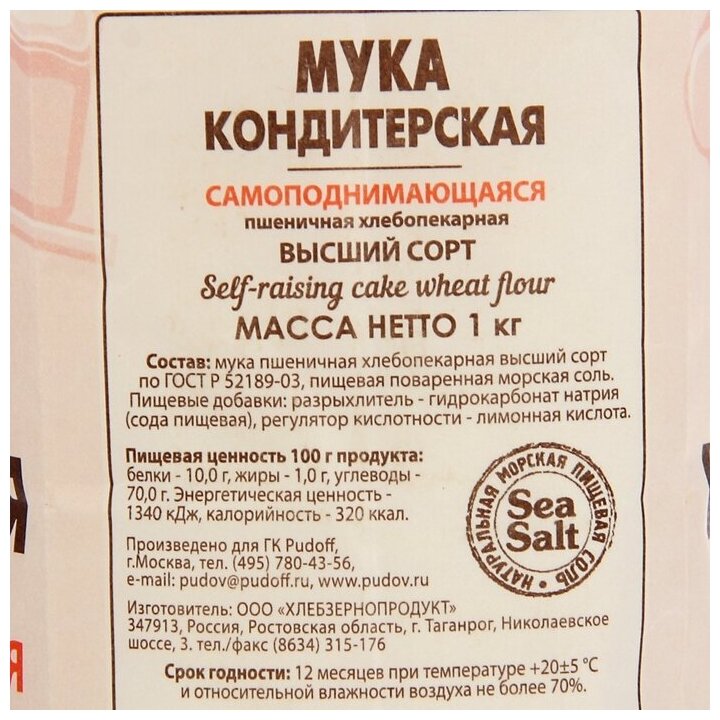 МУКА
КОНДИТЕРСКАЯ
САМОПОДНИМАЮЩАЯСЯ
пшеничная хлебопекарная
ВЫСШИЙ СОРТ
Self-raising cake wheat flour
МАССА НЕТТО 1 кг
Состав: мука пшеничная хлебопекарная высший сорт
по ГОСТ Р 52189-03, пищевая поваренная морская соль.
Пищевые добавки: разрыхлитель - гидрокарбонат натрия
(сода пищевая), регулятор кислотности - лимонная кислота.
Пищевая ценность 100 г продукта:
белки - 10,0 г, жиры - 1,0 г, углеводы -
70,0 г. Энергетическая ценность -
1340 кДж, калорийность - 320 ккал.
НАТУРАЛЬНАЯ МОРСКАЯ ПИЩЕВАЯ СОЛЬ
Sea
Salt
Произведено для ГК Pudoff,
г.Москва, тел. (495) 780-43-56,
e-mail: pudov@pudoff.ru, www.pudov.ru
Изготовитель: ООО «ХЛЕБЗЕРНОПРОДУКТ"
347913, Россия, Ростовская область, г. Таганрог, Николаевское
шоссе, 3. тел./факс (8634) 315-176
Срок годности: 12 месяцев при температуре +20±5 °С
и относительной влажности воздуха не более 70%.